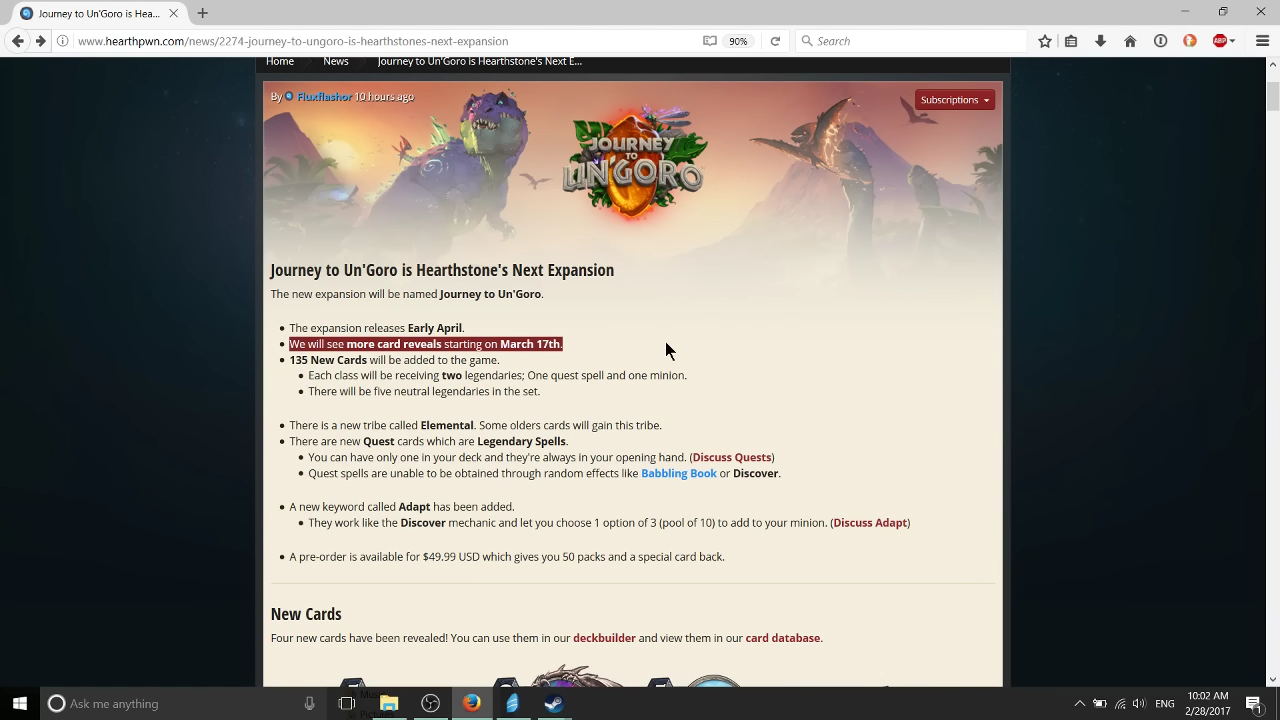 Journey to Un'Goro is Hea...
www.hearthpwn.com/news/2274-journey-to-ungoro-is-hearthstones-next-expansion
90%
Search
ABP
Home
News
Journey to Un'Goro is Hearthstone's Next E...
By Fluxflashor 10 hours ago
Subscriptions
JOURNEY
TO
UN'GORO
Journey to Un'Goro is Hearthstone's Next Expansion
The new expansion will be named Journey to Un'Goro.
The expansion releases Early April.
We will see more card reveals starting on March 17th.
135 New Cards will be added to the game.
Each class will be receiving two legendaries; One quest spell and one minion.
There will be five neutral legendaries in the set.
There is a new tribe called Elemental. Some olders cards will gain this tribe.
There are new Quest cards which are Legendary Spells.
You can have only one in your deck and they're always in your opening hand. (Discuss Quests)
Quest spells are unable to be obtained through random effects like Babbling Book or Discover.
A new keyword called Adapt has been added.
They work like the Discover mechanic and let you choose 1 option of 3 (pool of 10) to add to your minion. (Discuss Adapt)
A pre-order is available for $49.99 USD which gives you 50 packs and a special card back.
New Cards
Four new cards have been revealed! You can use them in our deckbuilder and view them in our card database.
Ask me anything
ENG
10:02 AM
2/28/2017